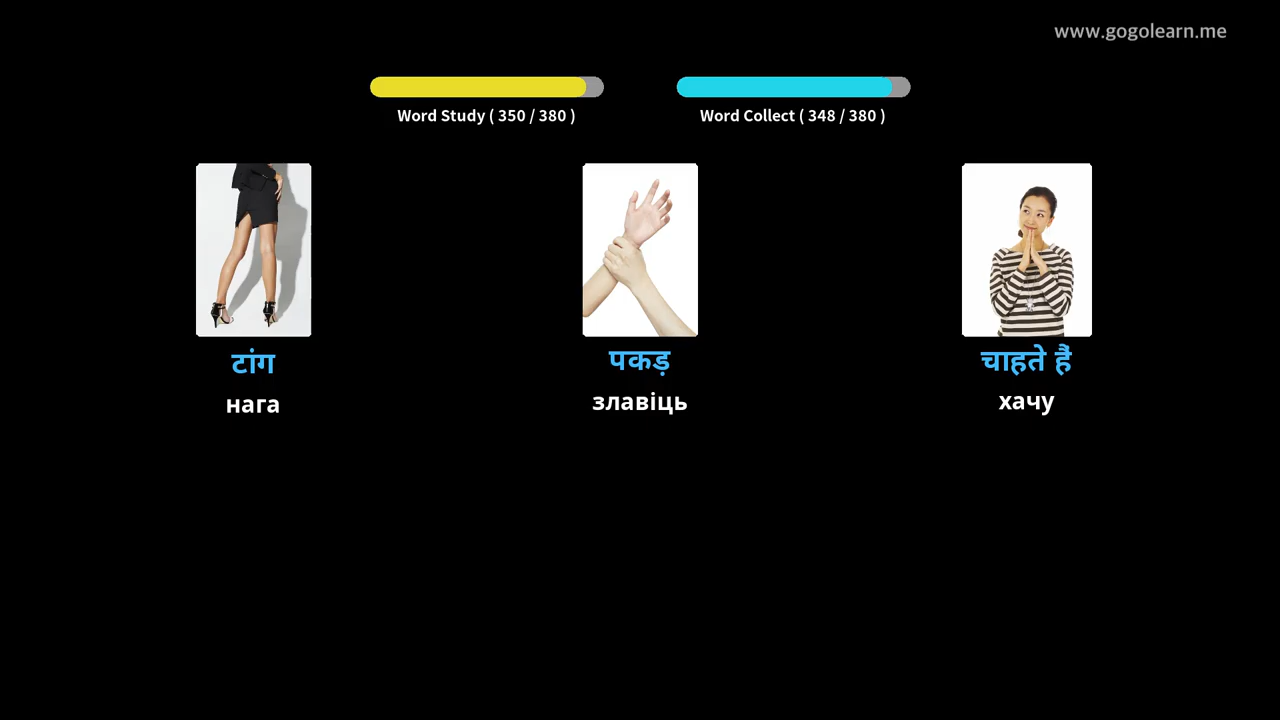 www.gogolearn.me
Word Study ( 350 / 380 )
Word Collect ( 348 / 380 )
टांग
पकड़
चाहते हैं
нага
злавіць
хачу